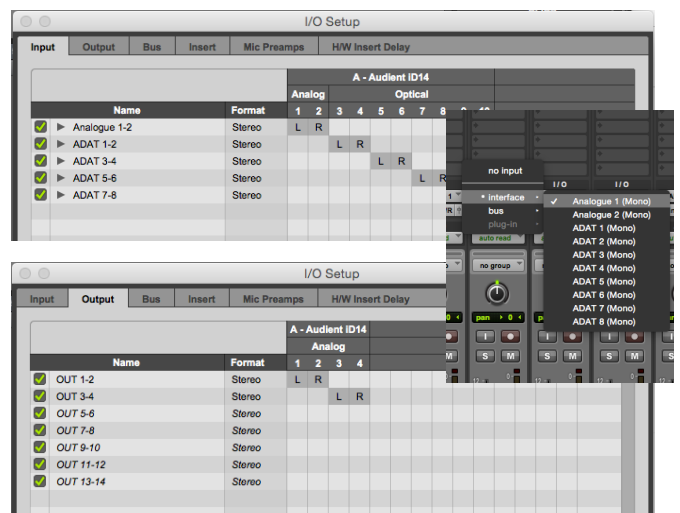 I/O Setup
Input Output Bus Insert Mic Preamps H/W Insert Delay
A - Audient iD14
Analog Optical
Name Format 1 2 3 4 5 6 7 8
Analogue 1-2 Stereo L R
ADAT 1-2 Stereo L R
ADAT 3-4 Stereo L R
ADAT 5-6 Stereo L R
ADAT 7-8 Stereo
no input
I/O I/O
• interface
bus
plug-in
✓ Analogue 1 (Mono)
Analogue 2 (Mono)
ADAT 1 (Mono)
ADAT 2 (Mono)
ADAT 3 (Mono)
ADAT 4 (Mono)
ADAT 5 (Mono)
ADAT 6 (Mono)
ADAT 7 (Mono)
ADAT 8 (Mono)
auto read
no group
pan 0
I
S M S M S M
12 0 12 0 12
I/O Setup
Input Output Bus Insert Mic Preamps H/W Insert Delay
A - Audient iD14
Analog
Name Format 1 2 3 4
OUT 1-2 Stereo L R
OUT 3-4 Stereo L R
OUT 5-6 Stereo
OUT 7-8 Stereo
OUT 9-10 Stereo
OUT 11-12 Stereo
OUT 13-14 Stereo